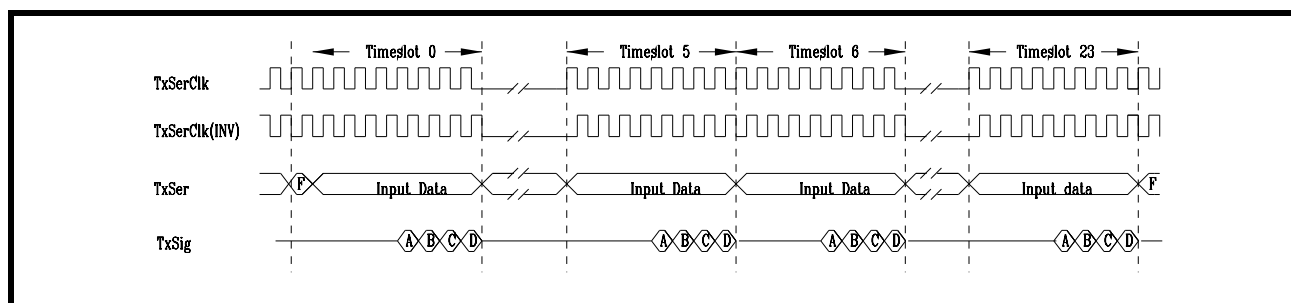 Timeslot 0 Timeslot 5 Timeslot 6 Timeslot 23
TxSerClk
TxSerClk(INV)
TxSer F Input Data Input Data Input Data Input data F
TxSig A B C D A B C D A B C D A B C D